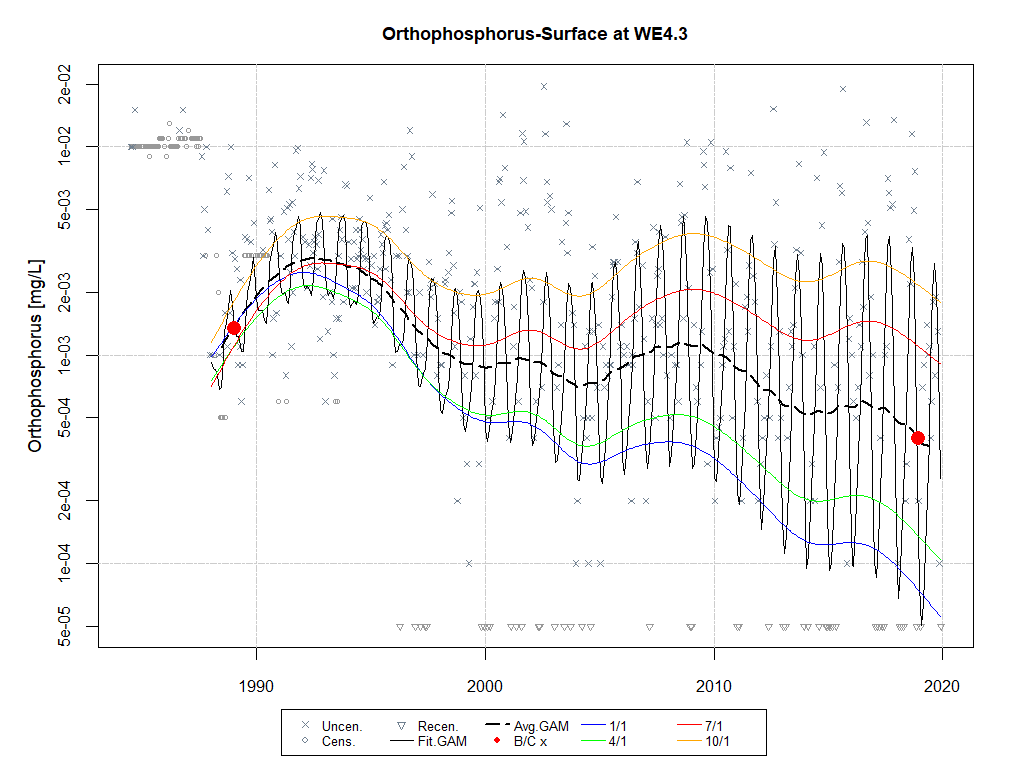 Orthophosphorus-Surface at WE4.3
Orthophosphorus [mg/L]
2e-02
1e-02
5e-03
2e-03
1e-03
5e-04
2e-04
1e-04
5e-05
1990
2000
2010
2020
Uncen. Recen. Avg.GAM 1/1 7/1
Cens. Fit.GAM B/C x 4/1 10/1